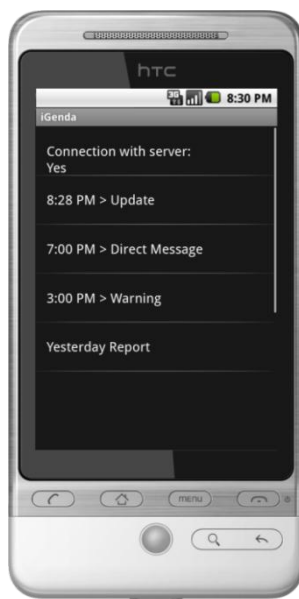 hTC
3G
8:30 PM
iGenda
Connection with server:
Yes
8:28 PM > Update
7:00 PM > Direct Message
3:00 PM > Warning
Yesterday Report
MENU